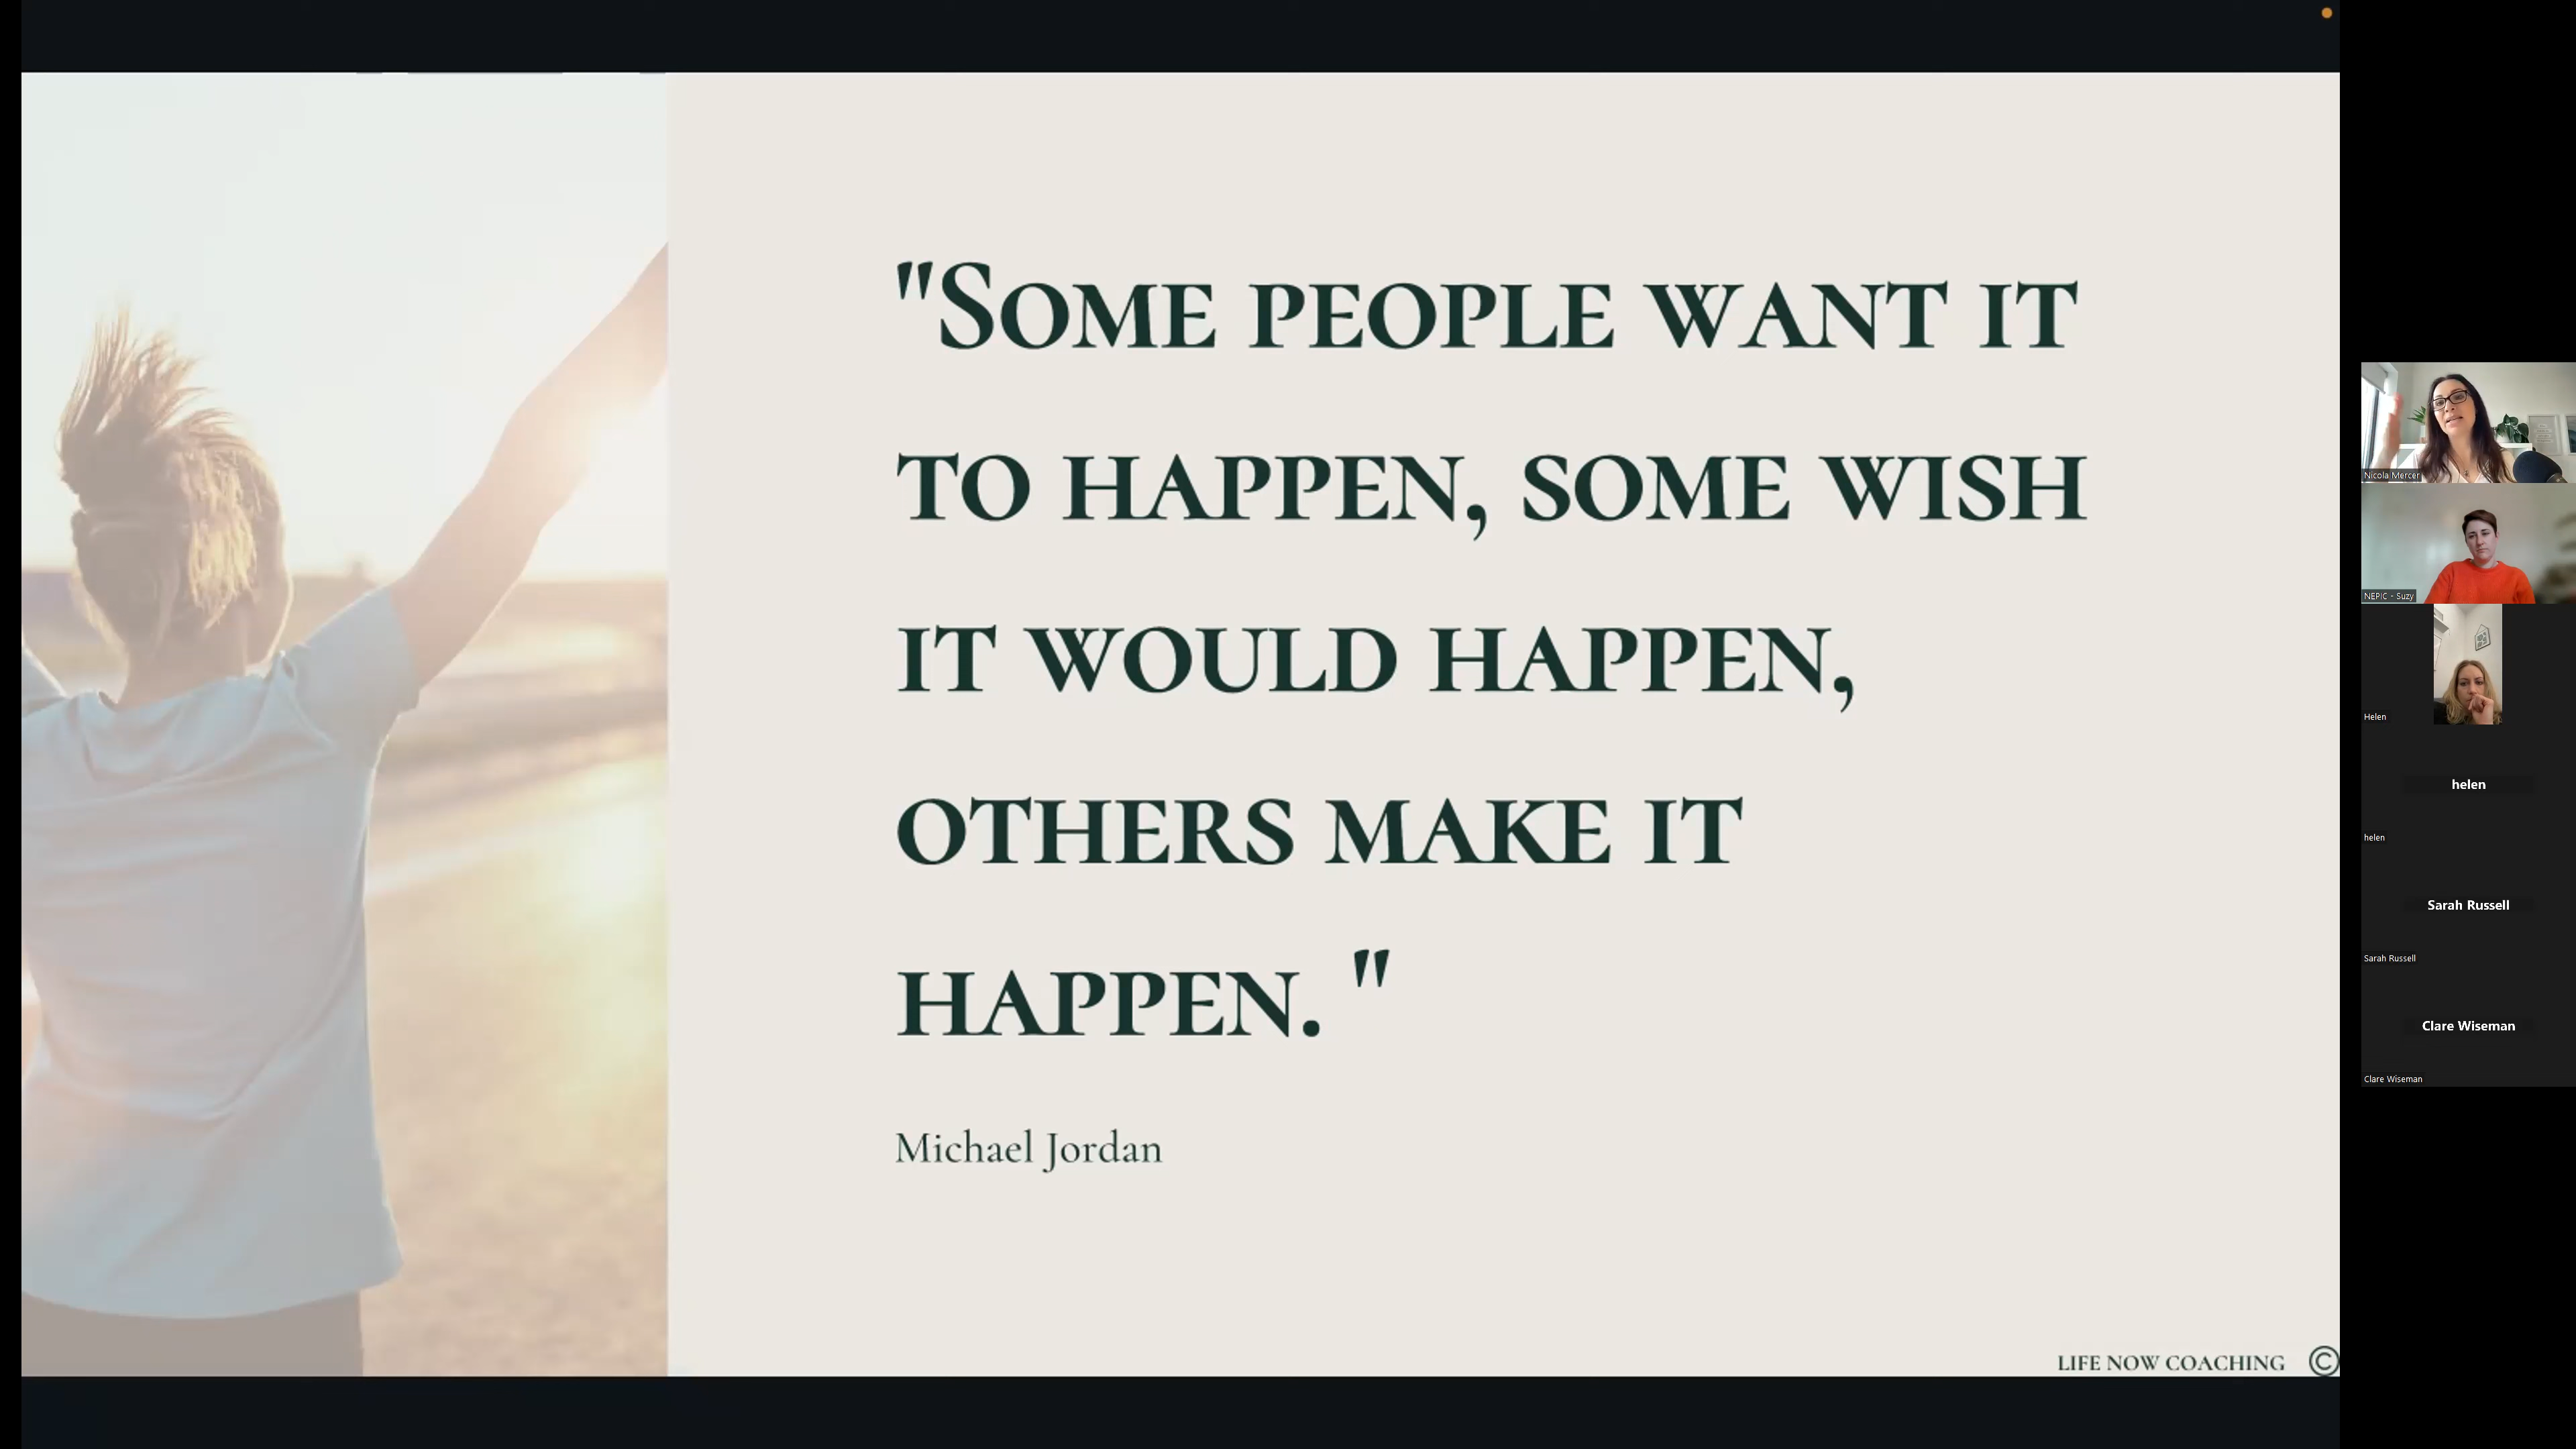 "Some people want it
to happen, some wish
it would happen,
others make it
happen. "
Michael Jordan
LIFE NOW COACHING ©
Nicola Mercer
NEPIC - Suzy
Helen
helen
helen
Sarah Russell
Sarah Russell
Clare Wiseman
Clare Wiseman